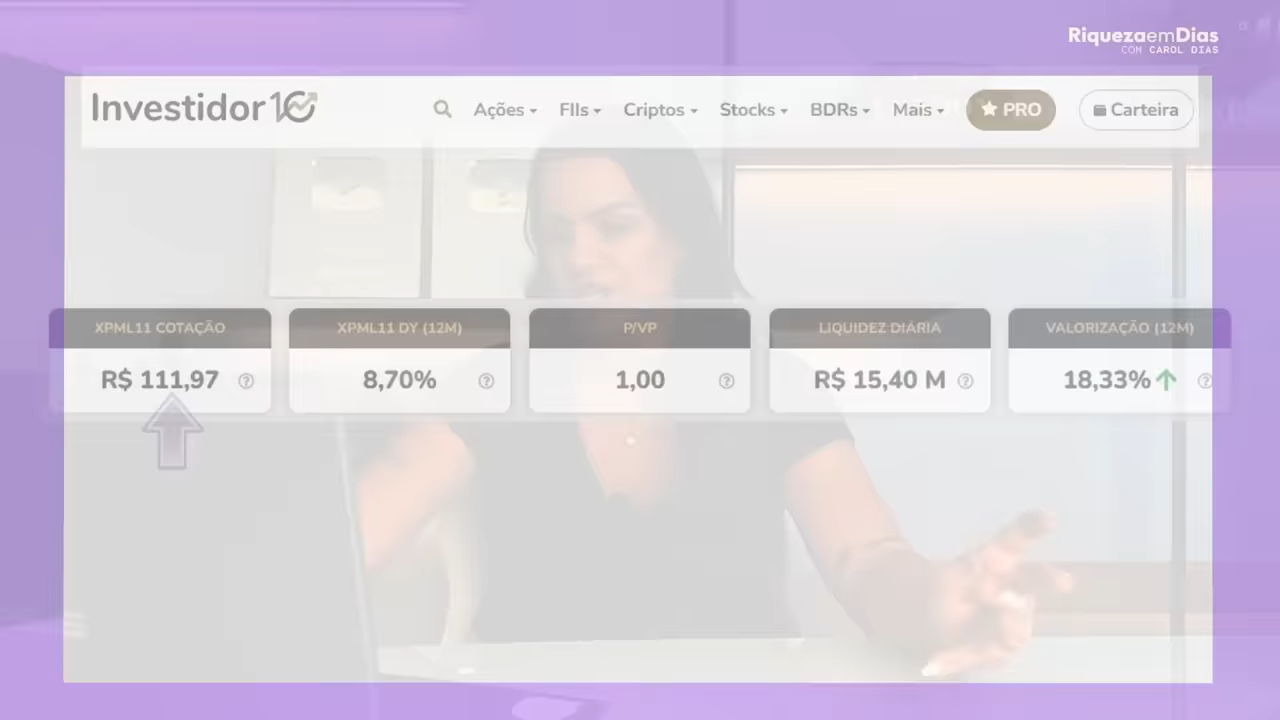 RiquezaemDias
COM CAROL DIAS
Investidor10
Ações
FIIs
Criptos
Stocks
BDRs
Mais
PRO
Carteira
XPML11 COTAÇÃO
XPML11 DY (12M)
P/VP
LIQUIDEZ DIÁRIA
VALORIZAÇÃO (12M)
R$ 111,97
8,70%
1,00
R$ 15,40 M
18,33%